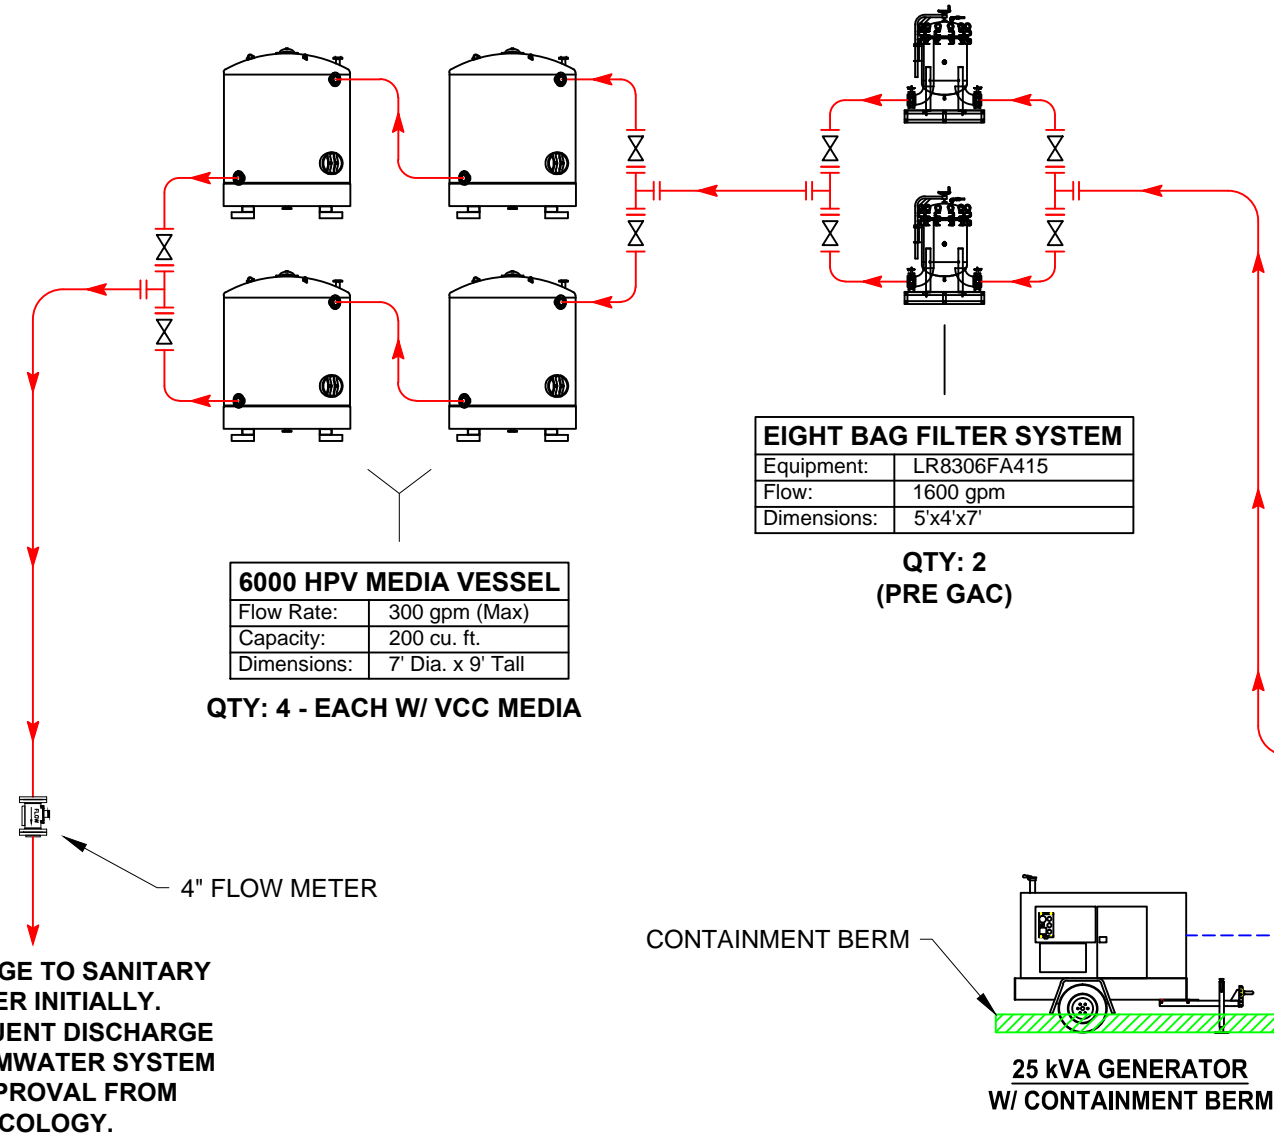 EIGHT BAG FILTER SYSTEM
Equipment: LR8306FA415
Flow: 1600 gpm
Dimensions: 5'x4'x7'
QTY: 2
(PRE GAC)
6000 HPV MEDIA VESSEL
Flow Rate: 300 gpm (Max)
Capacity: 200 cu. ft.
Dimensions: 7' Dia. x 9' Tall
QTY: 4 - EACH W/ VCC MEDIA
FLOW
4" FLOW METER
GE TO SANITARY
ER INITIALLY.
UENT DISCHARGE
MWATER SYSTEM
PROVAL FROM
COLOGY.
CONTAINMENT BERM
25 kVA GENERATOR
W/ CONTAINMENT BERM